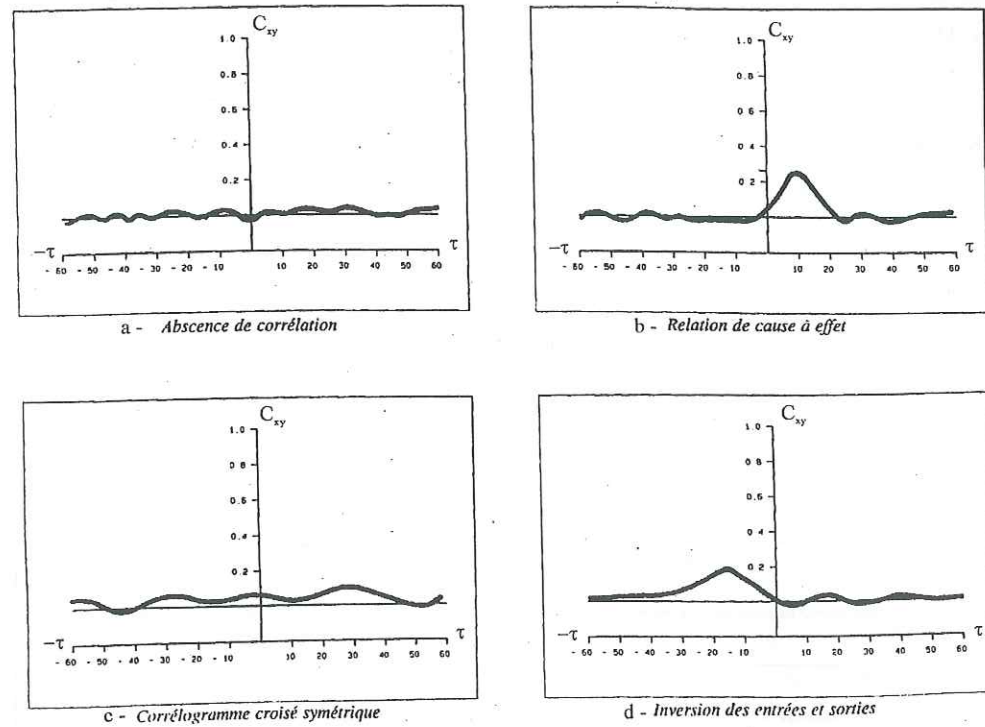 C_xy
1.0
0.8
0.6
0.4
0.2
-τ
τ
-60 -50 -40 -30 -20 -10 10 20 30 40 50 60
a - Abscence de corrélation
C_xy
1.0
0.8
0.6
0.4
0.2
-τ
τ
-60 -50 -40 -30 -20 -10 10 20 30 40 50 60
b - Relation de cause à effet
C_xy
1.0
0.8
0.6
0.4
0.2
-τ
τ
-60 -50 -40 -30 -20 -10 10 20 30 40 50 60
c - Corrélogramme croisé symétrique
C_xy
1.0
0.8
0.6
0.4
0.2
-τ
τ
-60 -50 -40 -30 -20 -10 10 20 30 40 50 60
d - Inversion des entrées et sorties